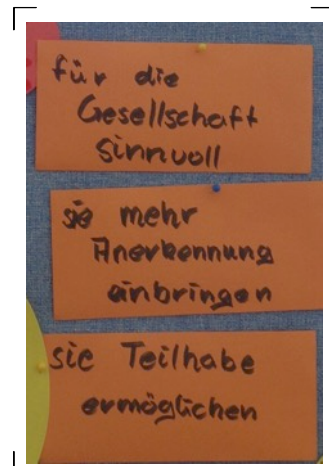 für die
Gesellschaft
sinnvoll
sie mehr
Anerkennung
einbringen
sie Teilhabe
ermöglichen